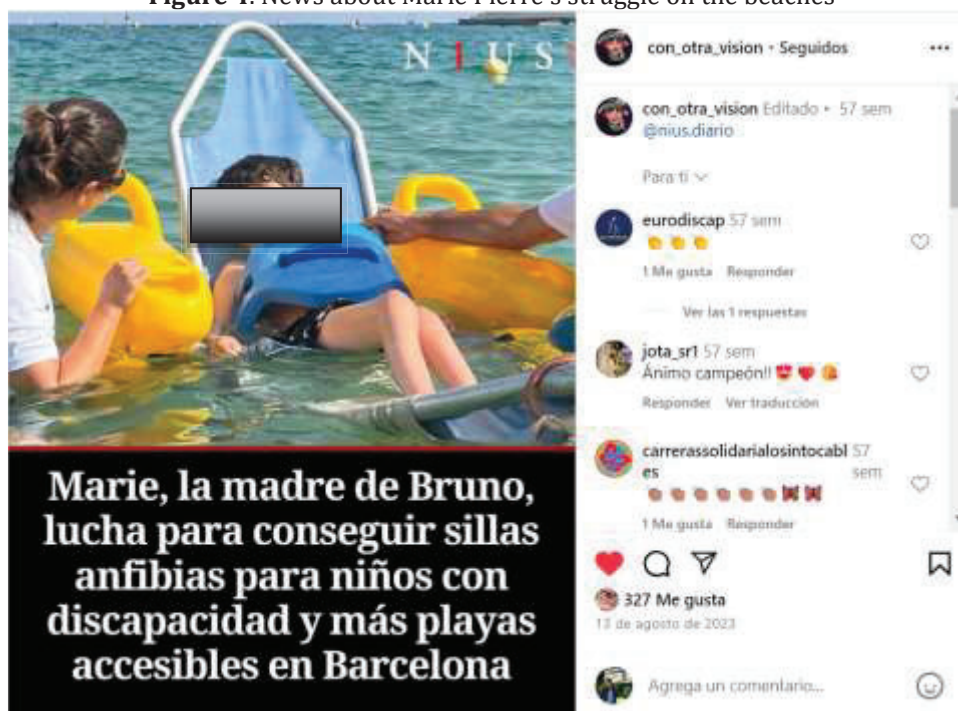 Figure 1. News about Marie Pierre's struggle on the beaches
NIUS
Marie, la madre de Bruno,
lucha para conseguir sillas
anfibias para niños con
discapacidad y más playas
accesibles en Barcelona
con_otra_vision • Seguidos
con_otra_vision Editado • 57 sem
@nius.diario
Para ti
eurodiscap 57 sem
1 Me gusta Responder
Ver las 1 respuestas
jota_sr1 57 sem
Ánimo campeón!!
Responder Ver traducción
carrerassolidarialosintocabl 57
es sem
1 Me gusta Responder
327 Me gusta
13 de agosto de 2023
Agrega un comentario...